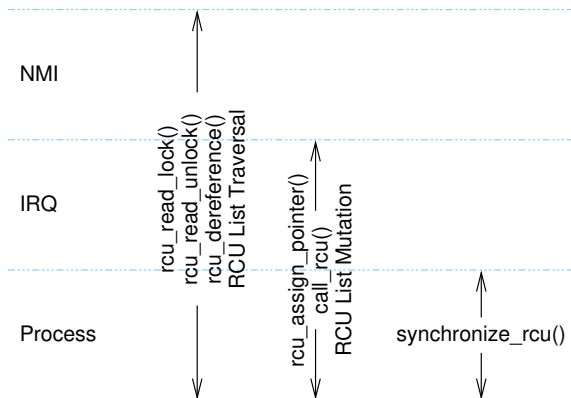 NMI
rcu_read_lock()
rcu_read_unlock()
rcu_dereference()
RCU List Traversal
IRQ
rcu_assign_pointer()
call_rcu()
RCU List Mutation
Process
synchronize_rcu()